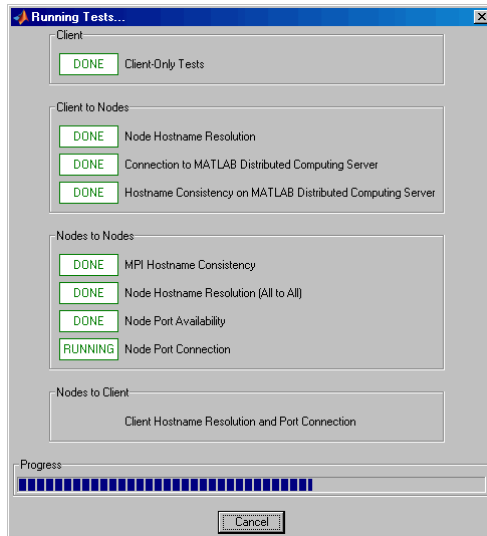 Running Tests...
Client
DONE Client-Only Tests
Client to Nodes
DONE Node Hostname Resolution
DONE Connection to MATLAB Distributed Computing Server
DONE Hostname Consistency on MATLAB Distributed Computing Server
Nodes to Nodes
DONE MPI Hostname Consistency
DONE Node Hostname Resolution (All to All)
DONE Node Port Availability
RUNNING Node Port Connection
Nodes to Client
Client Hostname Resolution and Port Connection
Progress
Cancel